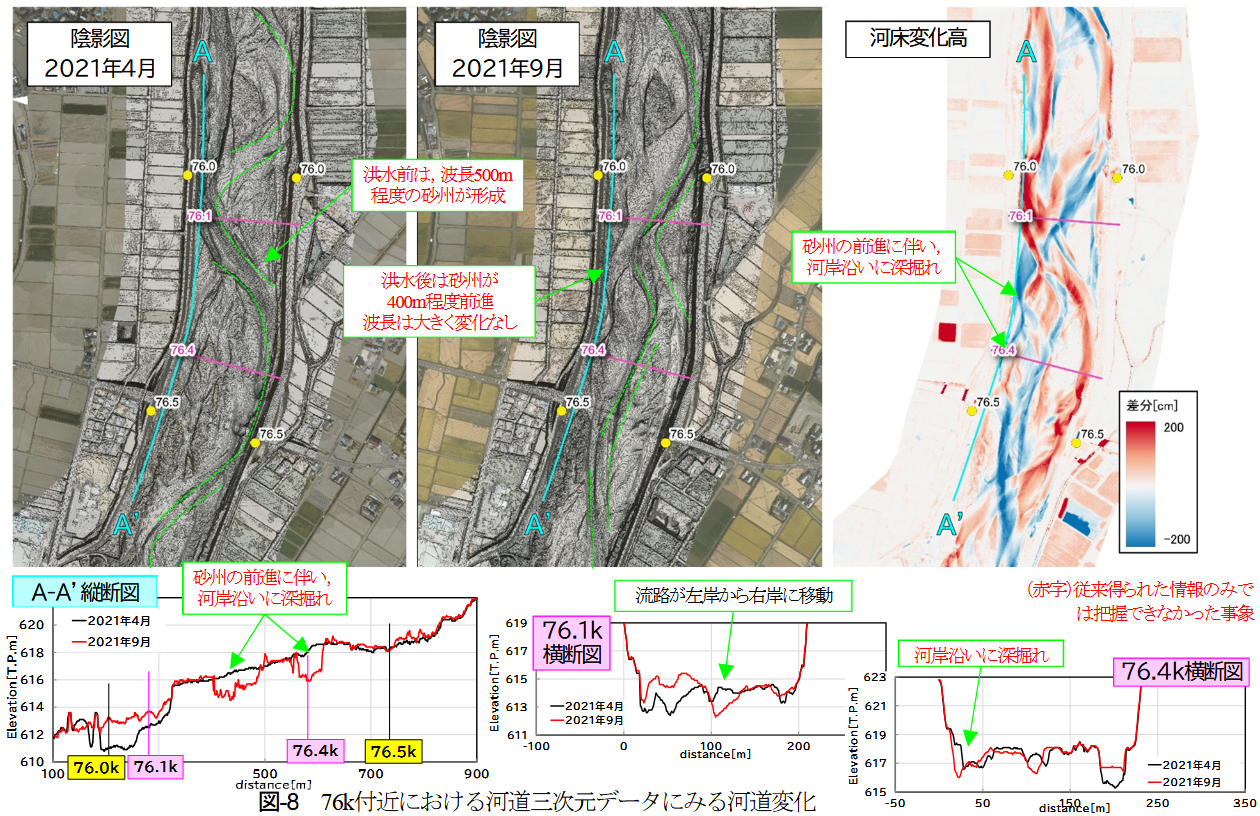 陰影図
2021年4月
A
76.0
76.0
76.1
76.4
76.5
76.5
A'
洪水前は, 波長500m
程度の砂州が形成
陰影図
2021年9月
A
76.0
76.0
76.1
76.4
76.5
76.5
A'
洪水後は砂州が
400m程度前進
波長は大きく変化なし
河床変化高
A
76.0
76.0
76.1
76.4
76.5
76.5
A'
砂州の前進に伴い,
河岸沿いに深掘れ
差分[cm]
200
-200
(赤字)従来得られた情報のみで
は把握できなかった事象
A-A' 縦断図
砂州の前進に伴い,
河岸沿いに深掘れ
2021年4月
2021年9月
Elevation[T.P.m]
620
618
616
614
612
610
76.0k
76.1k
76.4k
76.5k
100
500
700
900
distance[m]
流路が左岸から右岸に移動
76.1k
横断図
Elevation[T.P.m]
619
615
613
611
2021年4月
2021年9月
-100
0
100
200
distance[m]
河岸沿いに深掘れ
76.4k横断図
Elevation[T.P.m]
623
621
619
617
615
2021年4月
2021年9月
-50
50
150
250
350
distance[m]
図-8 76k付近における河道三次元データにみる河道変化